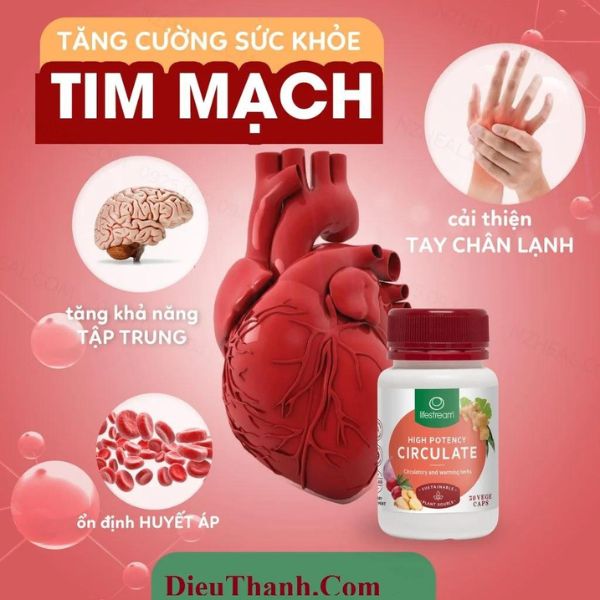 TĂNG CƯỜNG SỨC KHỎE
TIM MẠCH
cải thiện
TAY CHÂN LẠNH
tăng khả năng
TẬP TRUNG
ổn định HUYẾT ÁP
lifestream
HIGH POTENCY
CIRCULATE
Circulatory and warming herbs
SUSTAINABLE
PLANT SOURCE
30 VEGE
CAPS
DieuThanh.Com